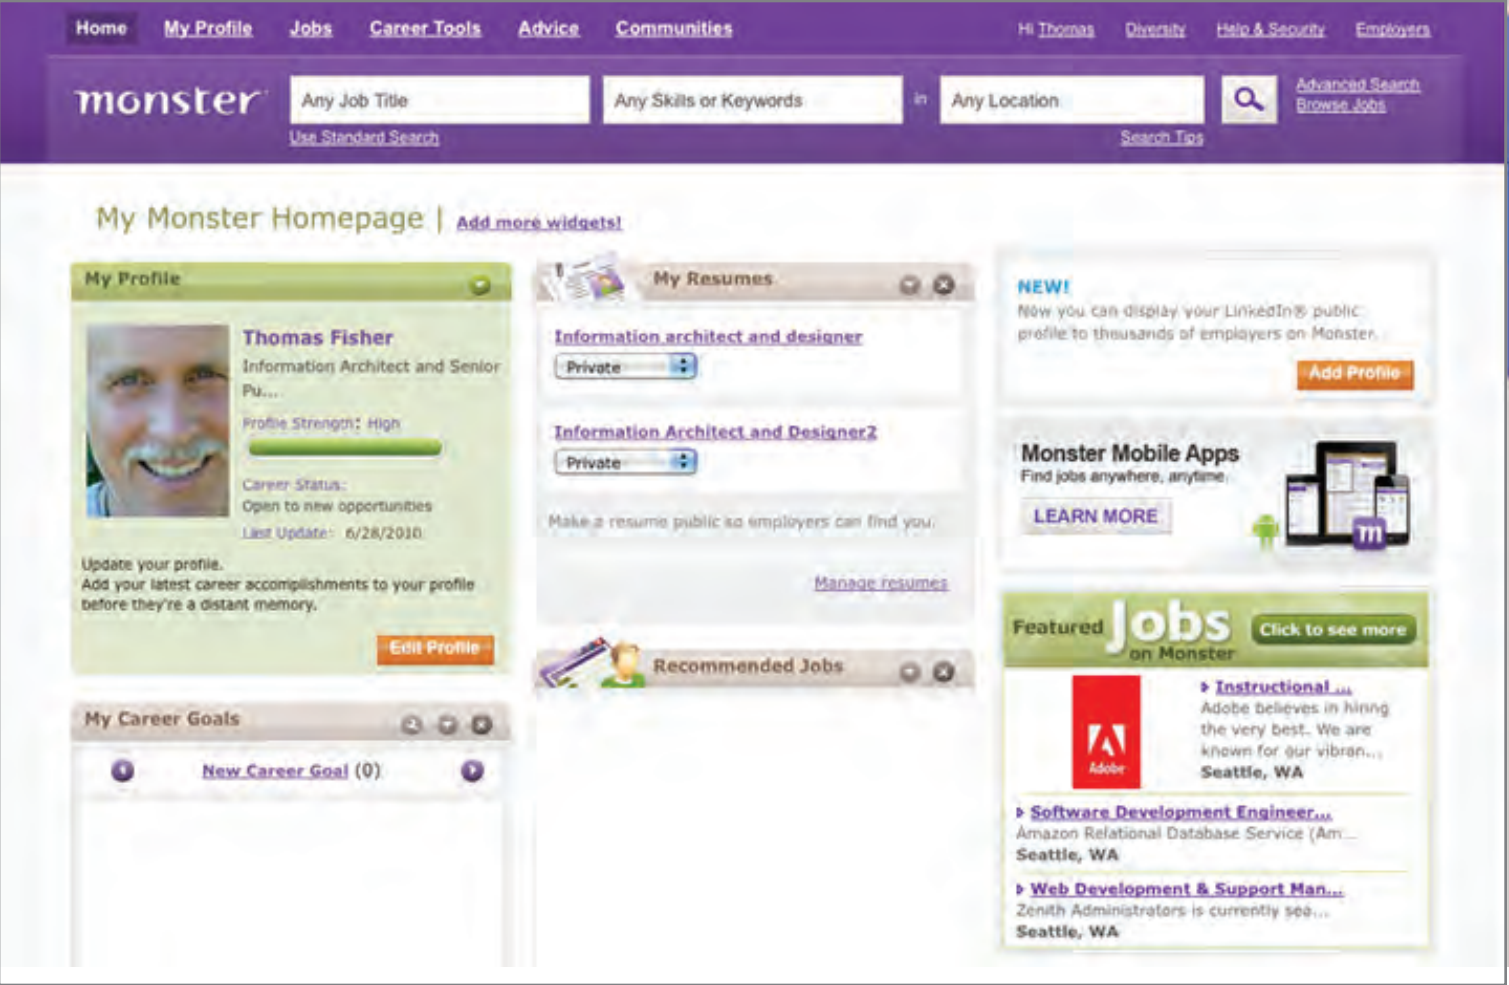 Home My Profile Jobs Career Tools Advice Communities Hi Thomas Diversity Help & Security Employers
monster Any Job Title Any Skills or Keywords in Any Location Advanced Search
Browse Jobs
Use Standard Search Search Tips
My Monster Homepage | Add more widgets!
My Profile
Thomas Fisher
Information Architect and Senior
Pu...
Profile Strength: High
Career Status:
Open to new opportunities
Last Update: 6/28/2010
Update your profile.
Add your latest career accomplishments to your profile
before they're a distant memory.
Edit Profile
My Career Goals
New Career Goal (0)
My Resumes
Information architect and designer
Private
Information Architect and Designer2
Private
Make a resume public so employers can find you.
Manage resumes
Recommended Jobs
NEW!
Now you can display your LinkedIn® public
profile to thousands of employers on Monster.
Add Profile
Monster Mobile Apps
Find jobs anywhere, anytime.
LEARN MORE
m
Featured Jobs on Monster
Click to see more
Adobe
Instructional ...
Adobe believes in hiring
the very best. We are
known for our vibran...
Seattle, WA
Software Development Engineer...
Amazon Relational Database Service (Am...
Seattle, WA
Web Development & Support Man...
Zenith Administrators is currently sea...
Seattle, WA